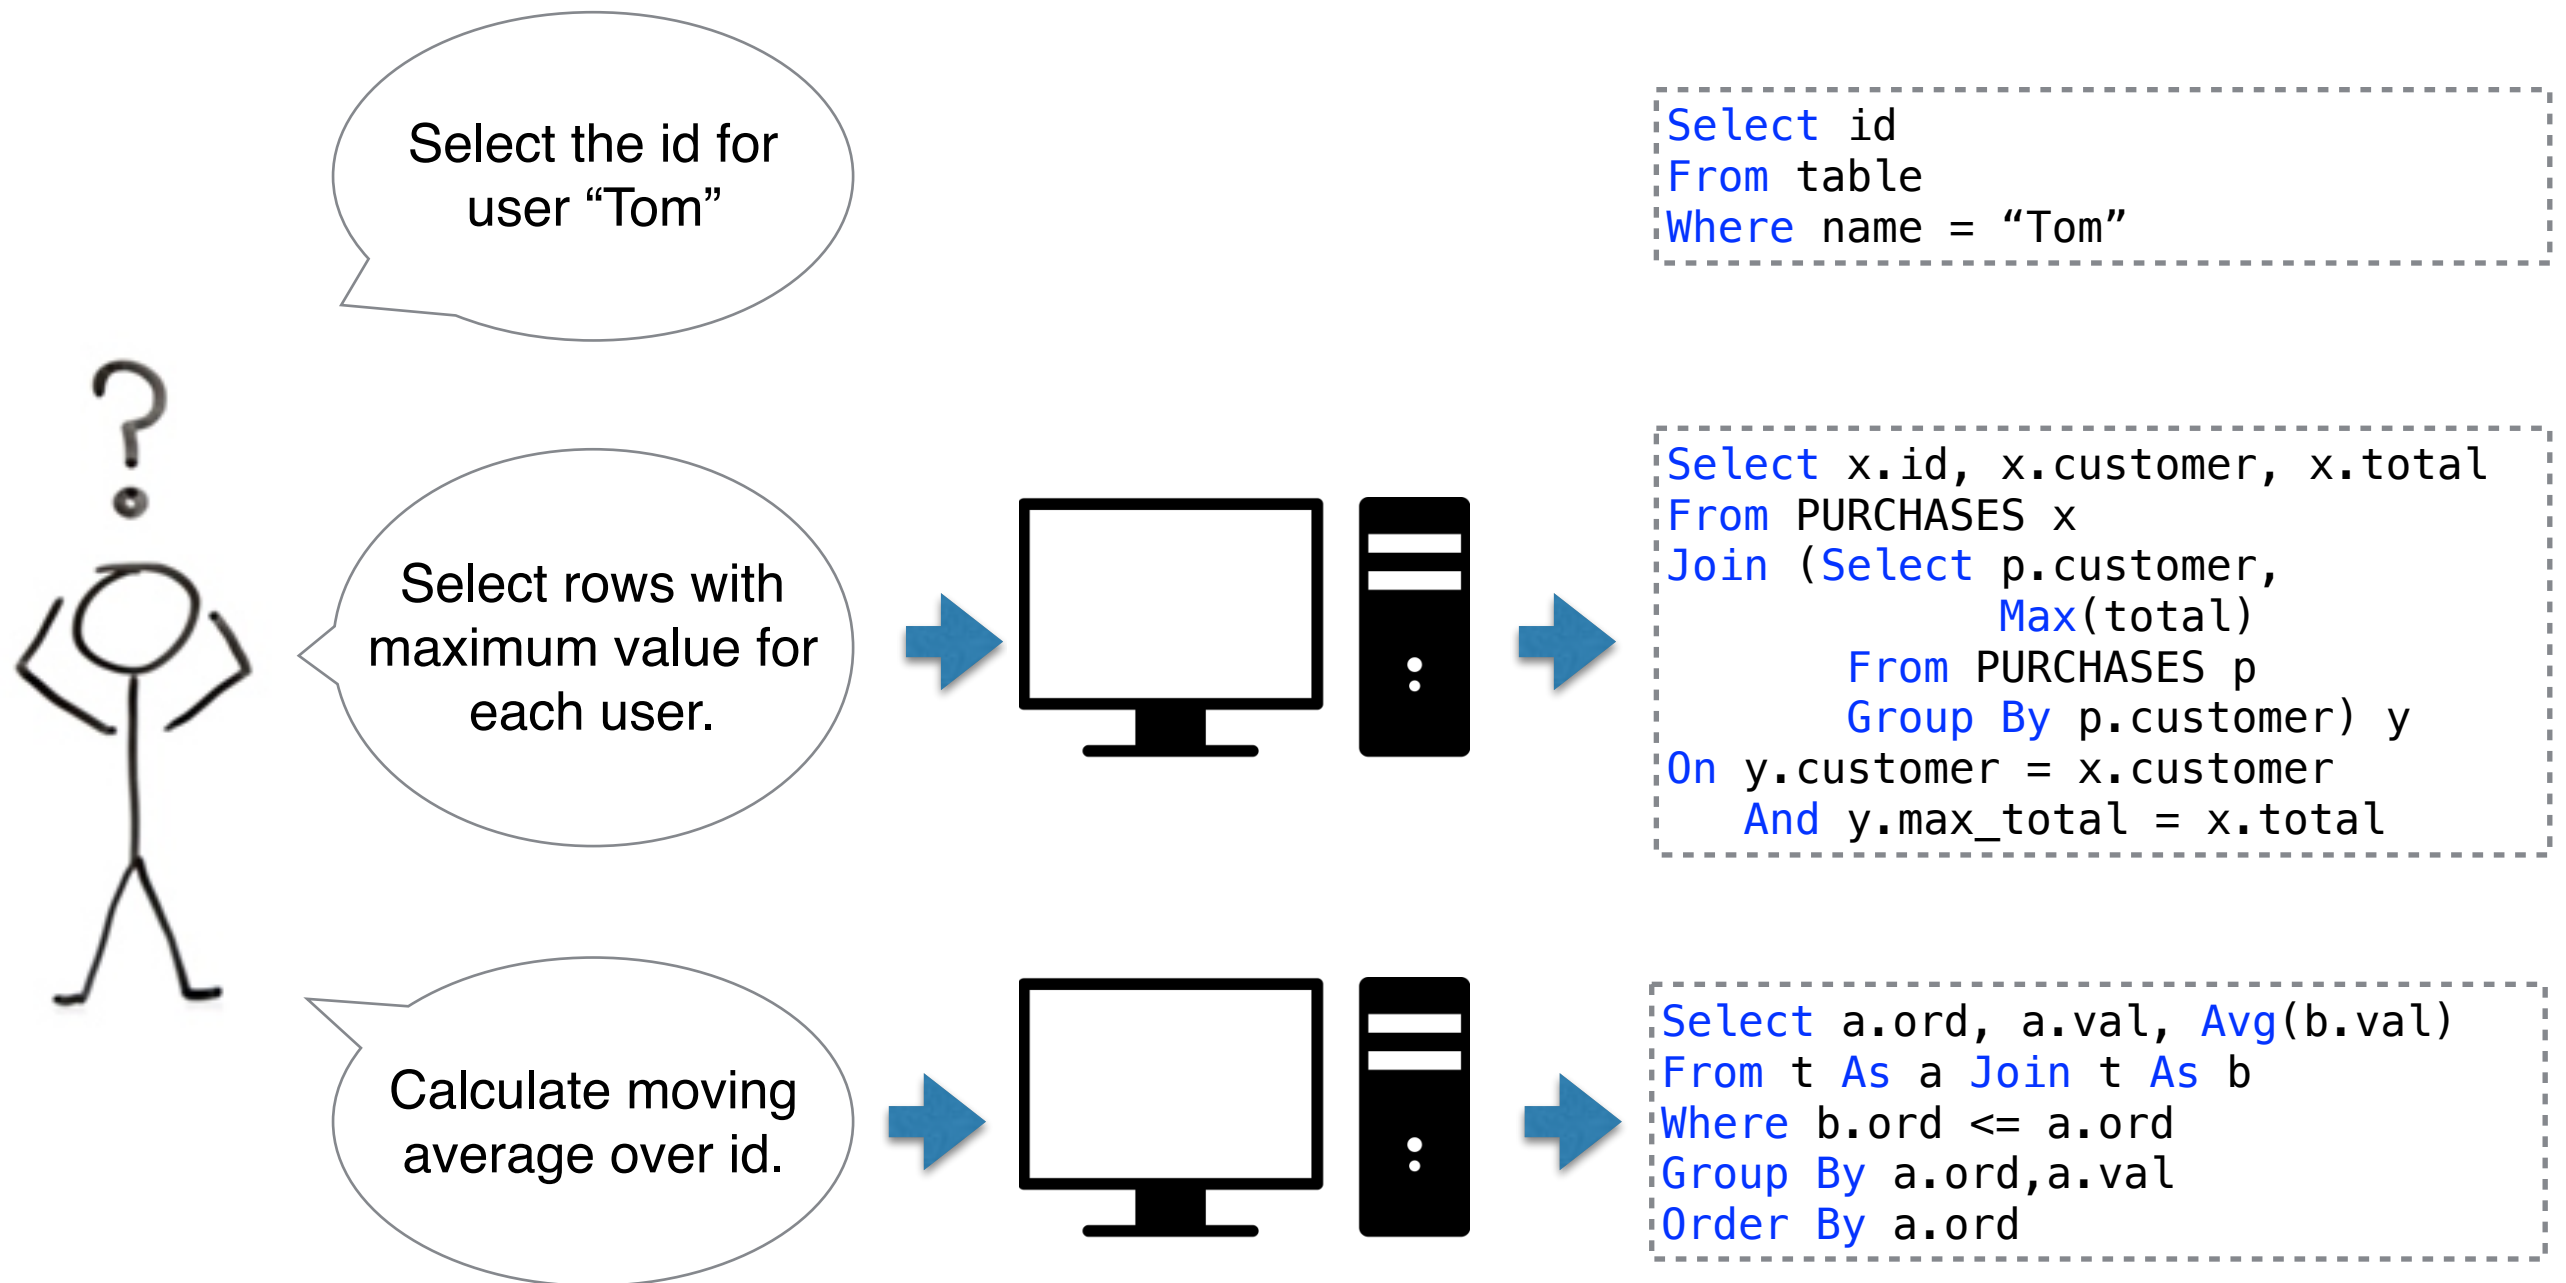 Select the id for
user “Tom”
Select id
From table
Where name = “Tom”
?
Select rows with
maximum value for
each user.
Select x.id, x.customer, x.total
From PURCHASES x
Join (Select p.customer,
Max(total)
From PURCHASES p
Group By p.customer) y
On y.customer = x.customer
And y.max_total = x.total
Calculate moving
average over id.
Select a.ord, a.val, Avg(b.val)
From t As a Join t As b
Where b.ord <= a.ord
Group By a.ord,a.val
Order By a.ord